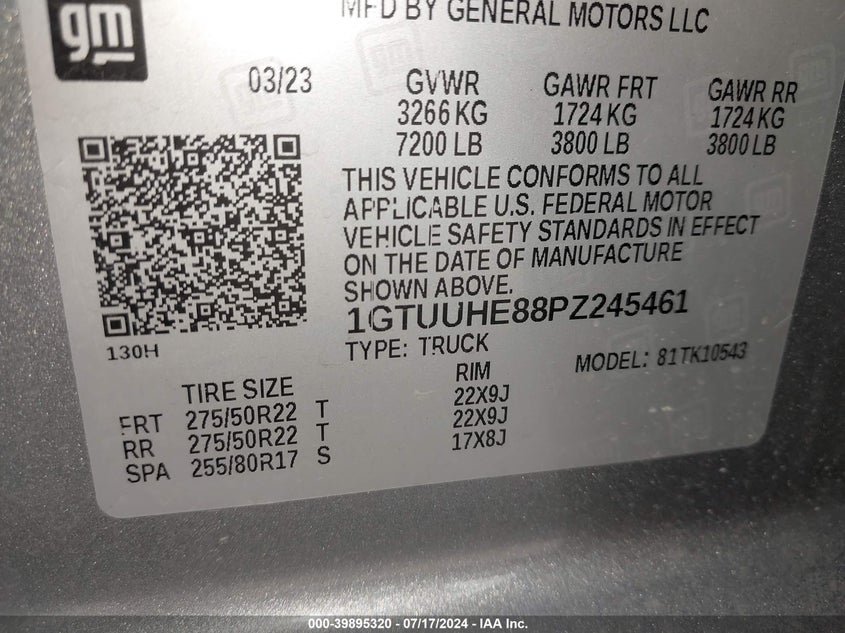 gm
MFD BY GENERAL MOTORS LLC
03/23 GVWR GAWR FRT GAWR RR
3266 KG 1724 KG 1724 KG
7200 LB 3800 LB 3800 LB
THIS VEHICLE CONFORMS TO ALL
APPLICABLE U.S. FEDERAL MOTOR
VEHICLE SAFETY STANDARDS IN EFFECT
ON THE DATE OF MANUFACTURE
SHOWN ABOVE.
1GTUUHE88PZ245461
130H
TYPE: TRUCK MODEL: 81TK10543
TIRE SIZE RIM
FRT 275/50R22 T 22X9J
RR 275/50R22 T 22X9J
SPA 255/80R17 S 17X8J
000-39895320 - 07/17/2024 - IAA Inc.